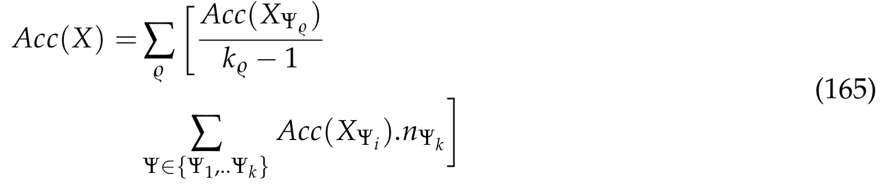 Acc(X) = ∑_ϱ [ Acc(X_{Ψ_ϱ}) / (k_ϱ − 1)
∑_{Ψ∈{Ψ_1,..Ψ_k}} Acc(X_{Ψ_i}).n_{Ψ_k} ]
(165)